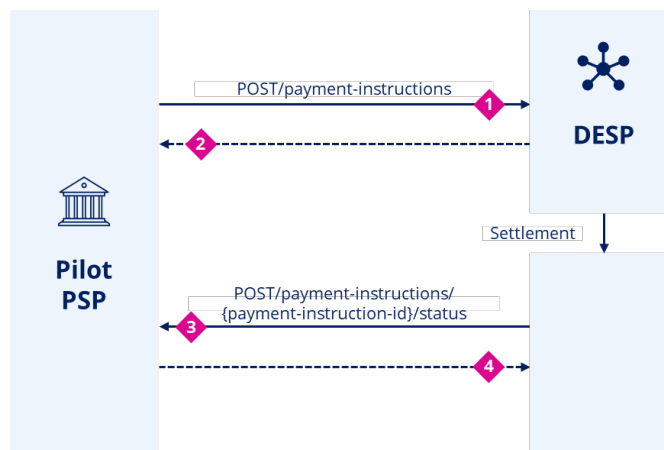 POST/payment-instructions
1
DESP
2
Settlement
Pilot
PSP
POST/payment-instructions/
{payment-instruction-id}/status
3
4